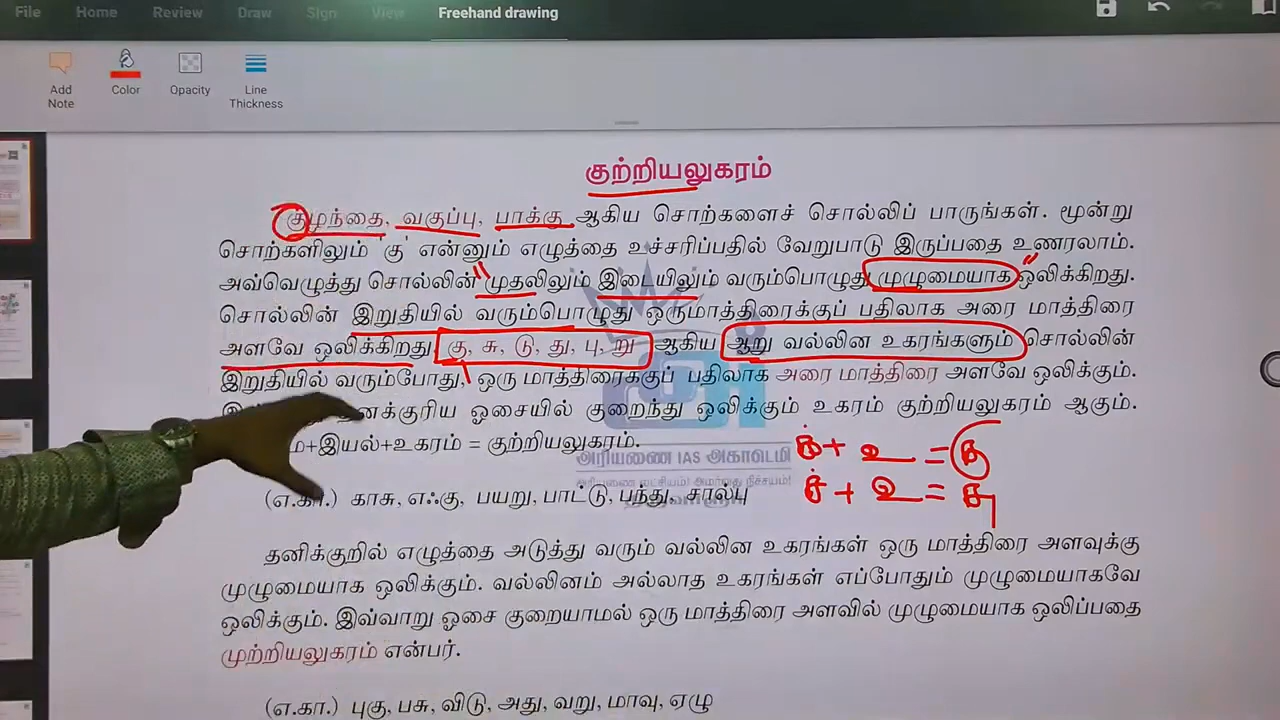 File Home Review Draw Sign View Freehand drawing
Add Note Color Opacity Line Thickness
குற்றியலுகரம்
குழந்தை, வகுப்பு, பாக்கு ஆகிய சொற்களைச் சொல்லிப் பாருங்கள். மூன்று
சொற்களிலும் 'கு' என்னும் எழுத்தை உச்சரிப்பதில் வேறுபாடு இருப்பதை உணரலாம்.
அவ்வெழுத்து சொல்லின் முதலிலும் இடையிலும் வரும்பொழுது முழுமையாக ஒலிக்கிறது.
சொல்லின் இறுதியில் வரும்பொழுது ஒருமாத்திரைக்குப் பதிலாக அரை மாத்திரை
அளவே ஒலிக்கிறது. கு, சு, டு, து, பு, று ஆகிய ஆறு வல்லின உகரங்களும் சொல்லின்
இறுதியில் வரும்போது, ஒரு மாத்திரைக்குப் பதிலாக அரை மாத்திரை அளவே ஒலிக்கும்.
குறைந்து ஒலிக்கும் உகரம் குற்றியலுகரம் ஆகும்.
ஓசையில்
+இயல்+உகரம் = குற்றியலுகரம்.
க் + உ = கு
ச் + உ = சு
அரியணை IAS அகாடெமி
(எ.கா.) காசு, எஃகு, பயறு, பாட்டு, பந்து, சால்பு
தனிக்குறில் எழுத்தை அடுத்து வரும் வல்லின உகரங்கள் ஒரு மாத்திரை அளவுக்கு
முழுமையாக ஒலிக்கும். வல்லினம் அல்லாத உகரங்கள் எப்போதும் முழுமையாகவே
ஒலிக்கும். இவ்வாறு ஓசை குறையாமல் ஒரு மாத்திரை அளவில் முழுமையாக ஒலிப்பதை
முற்றியலுகரம் என்பர்.
(எ.கா.) புகு, பசு, விடு, அது, வறு, மாவு, ஏழு